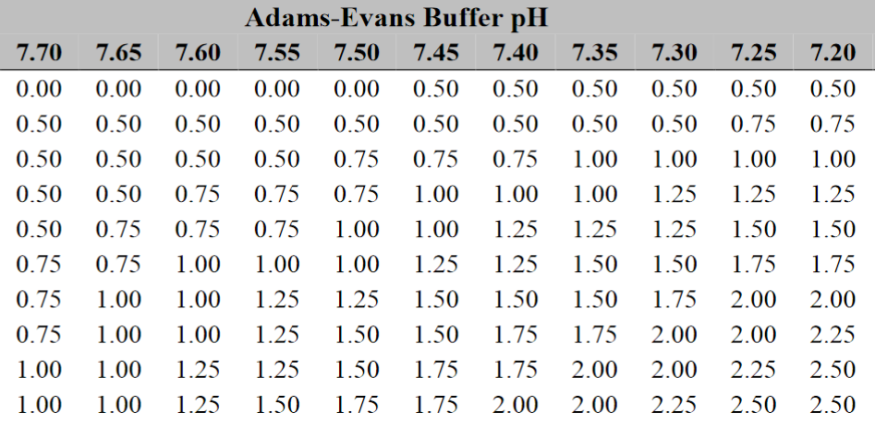 Adams-Evans Buffer pH
7.70 7.65 7.60 7.55 7.50 7.45 7.40 7.35 7.30 7.25 7.20
0.00 0.00 0.00 0.00 0.00 0.50 0.50 0.50 0.50 0.50 0.50
0.50 0.50 0.50 0.50 0.50 0.50 0.50 0.50 0.50 0.75 0.75
0.50 0.50 0.50 0.50 0.75 0.75 0.75 1.00 1.00 1.00 1.00
0.50 0.50 0.75 0.75 0.75 1.00 1.00 1.00 1.25 1.25 1.25
0.50 0.75 0.75 0.75 1.00 1.00 1.25 1.25 1.25 1.50 1.50
0.75 0.75 1.00 1.00 1.00 1.25 1.25 1.50 1.50 1.75 1.75
0.75 1.00 1.00 1.25 1.25 1.50 1.50 1.50 1.75 2.00 2.00
0.75 1.00 1.00 1.25 1.50 1.50 1.75 1.75 2.00 2.00 2.25
1.00 1.00 1.25 1.25 1.50 1.75 1.75 2.00 2.00 2.25 2.50
1.00 1.00 1.25 1.50 1.75 1.75 2.00 2.00 2.25 2.50 2.50